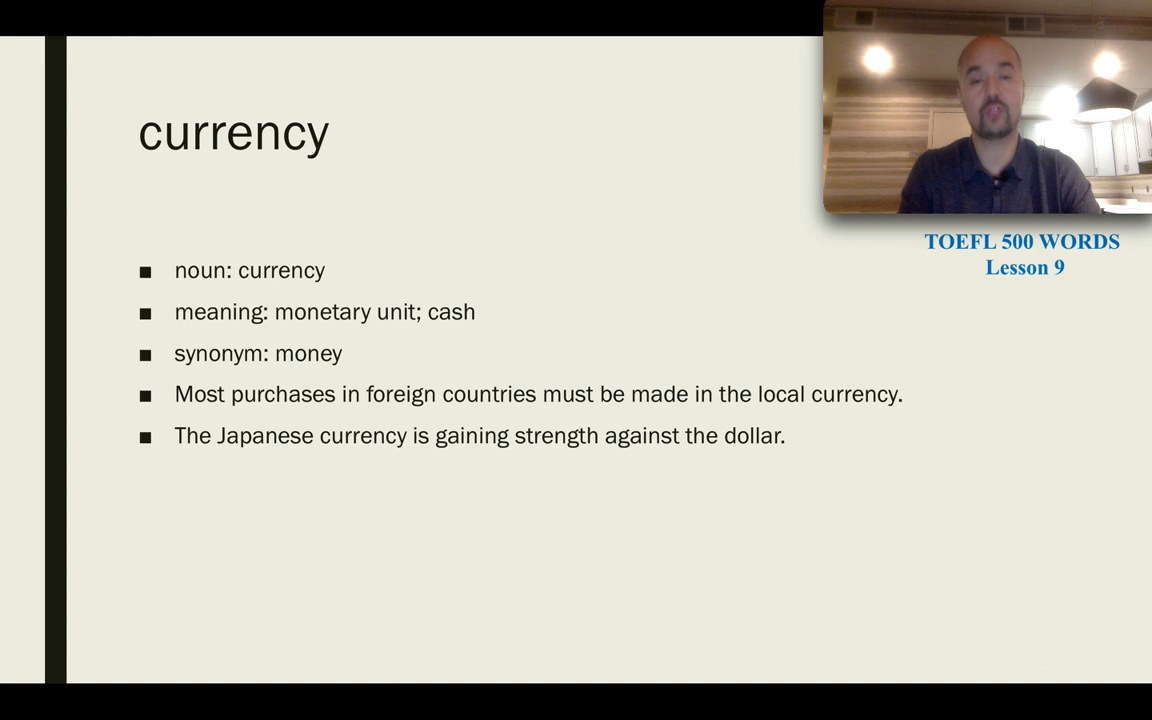 currency
TOEFL 500 WORDS
Lesson 9
■ noun: currency
■ meaning: monetary unit; cash
■ synonym: money
■ Most purchases in foreign countries must be made in the local currency.
■ The Japanese currency is gaining strength against the dollar.